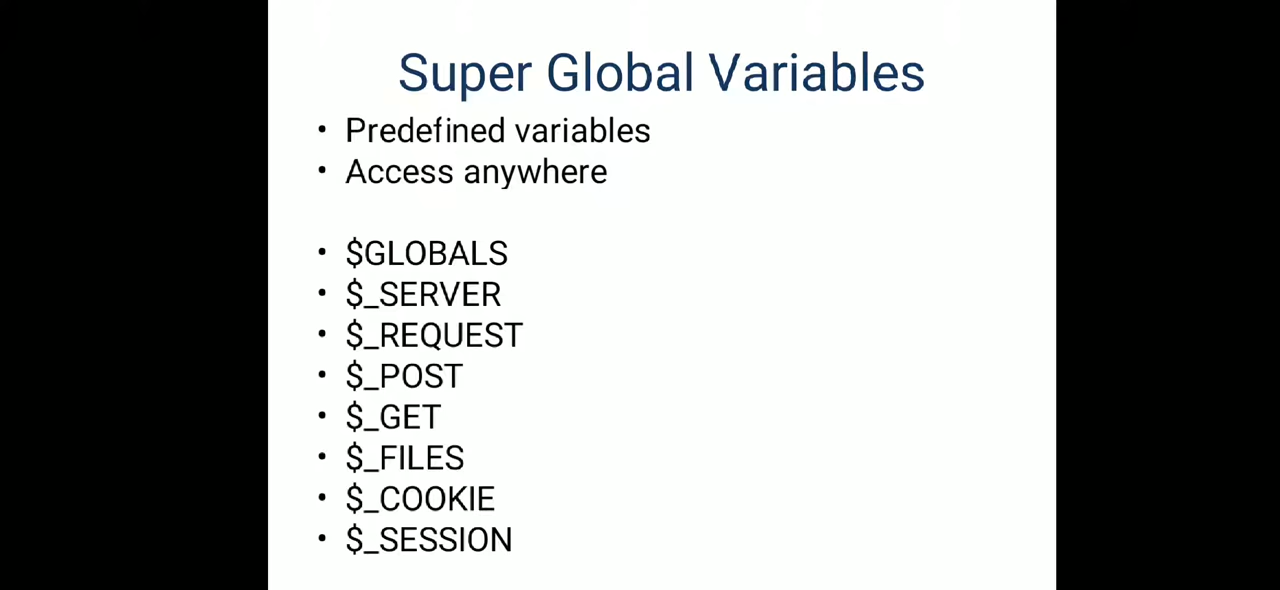 Super Global Variables
• Predefined variables
• Access anywhere
• $GLOBALS
• $_SERVER
• $_REQUEST
• $_POST
• $_GET
• $_FILES
• $_COOKIE
• $_SESSION